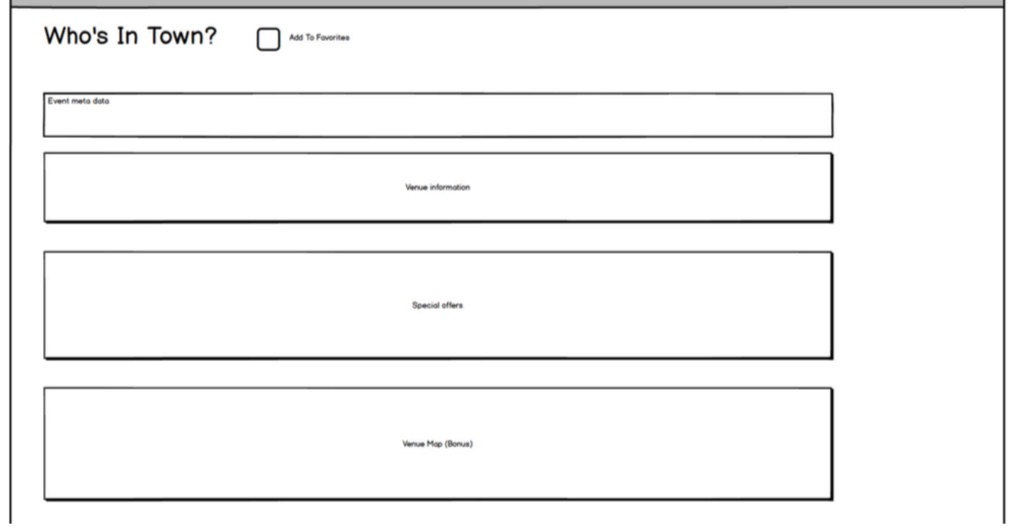 Who's In Town?
Add To Favorites
Event meta data
Venue information
Special offers
Venue Map (Bonus)